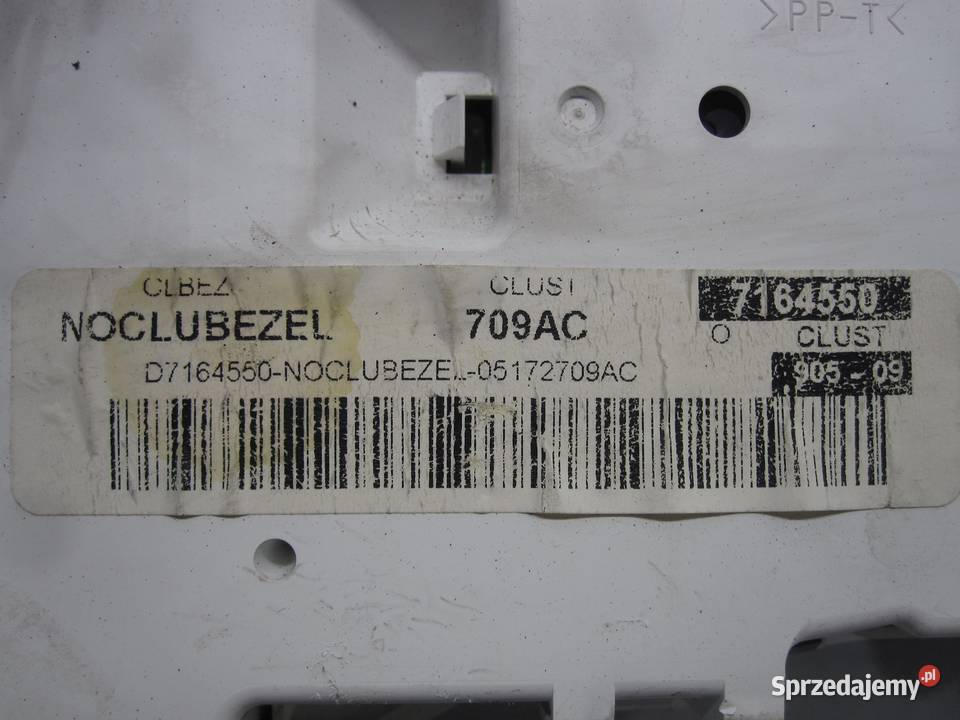 >PP-T<
CLBEZ CLUST 7164550
NOCLUBEZEL 709AC O CLUST
D7164550-NOCLUBEZEL-05172709AC 905-09
Sprzedajemy.pl